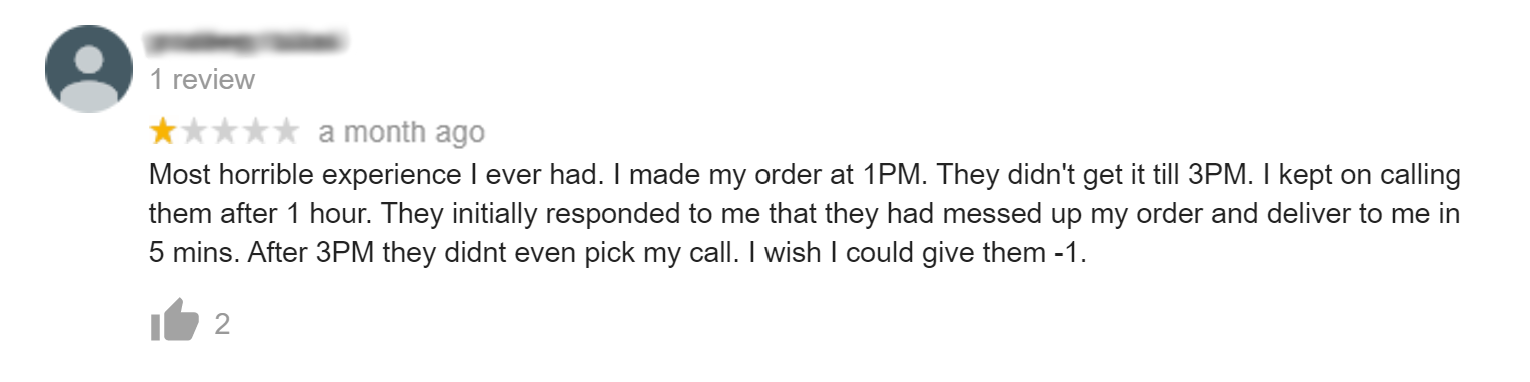 1 review
a month ago
Most horrible experience I ever had. I made my order at 1PM. They didn't get it till 3PM. I kept on calling
them after 1 hour. They initially responded to me that they had messed up my order and deliver to me in
5 mins. After 3PM they didnt even pick my call. I wish I could give them -1.
2